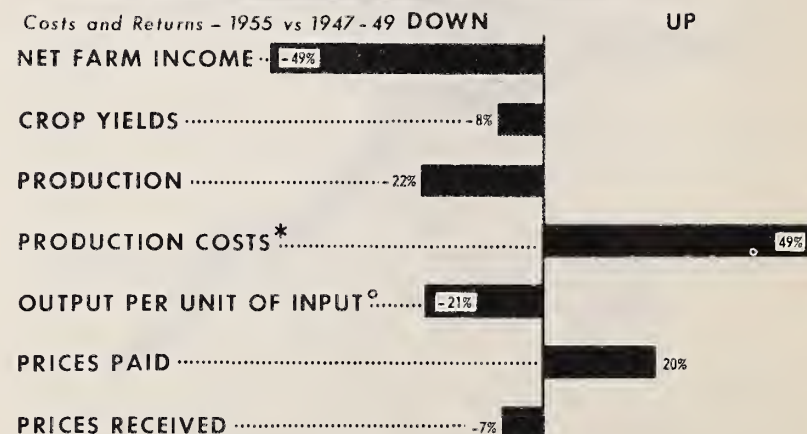 Costs and Returns – 1955 vs 1947-49 DOWN UP
NET FARM INCOME -49%
CROP YIELDS -8%
PRODUCTION -22%
PRODUCTION COSTS* 49%
OUTPUT PER UNIT OF INPUT° -21%
PRICES PAID 20%
PRICES RECEIVED -7%